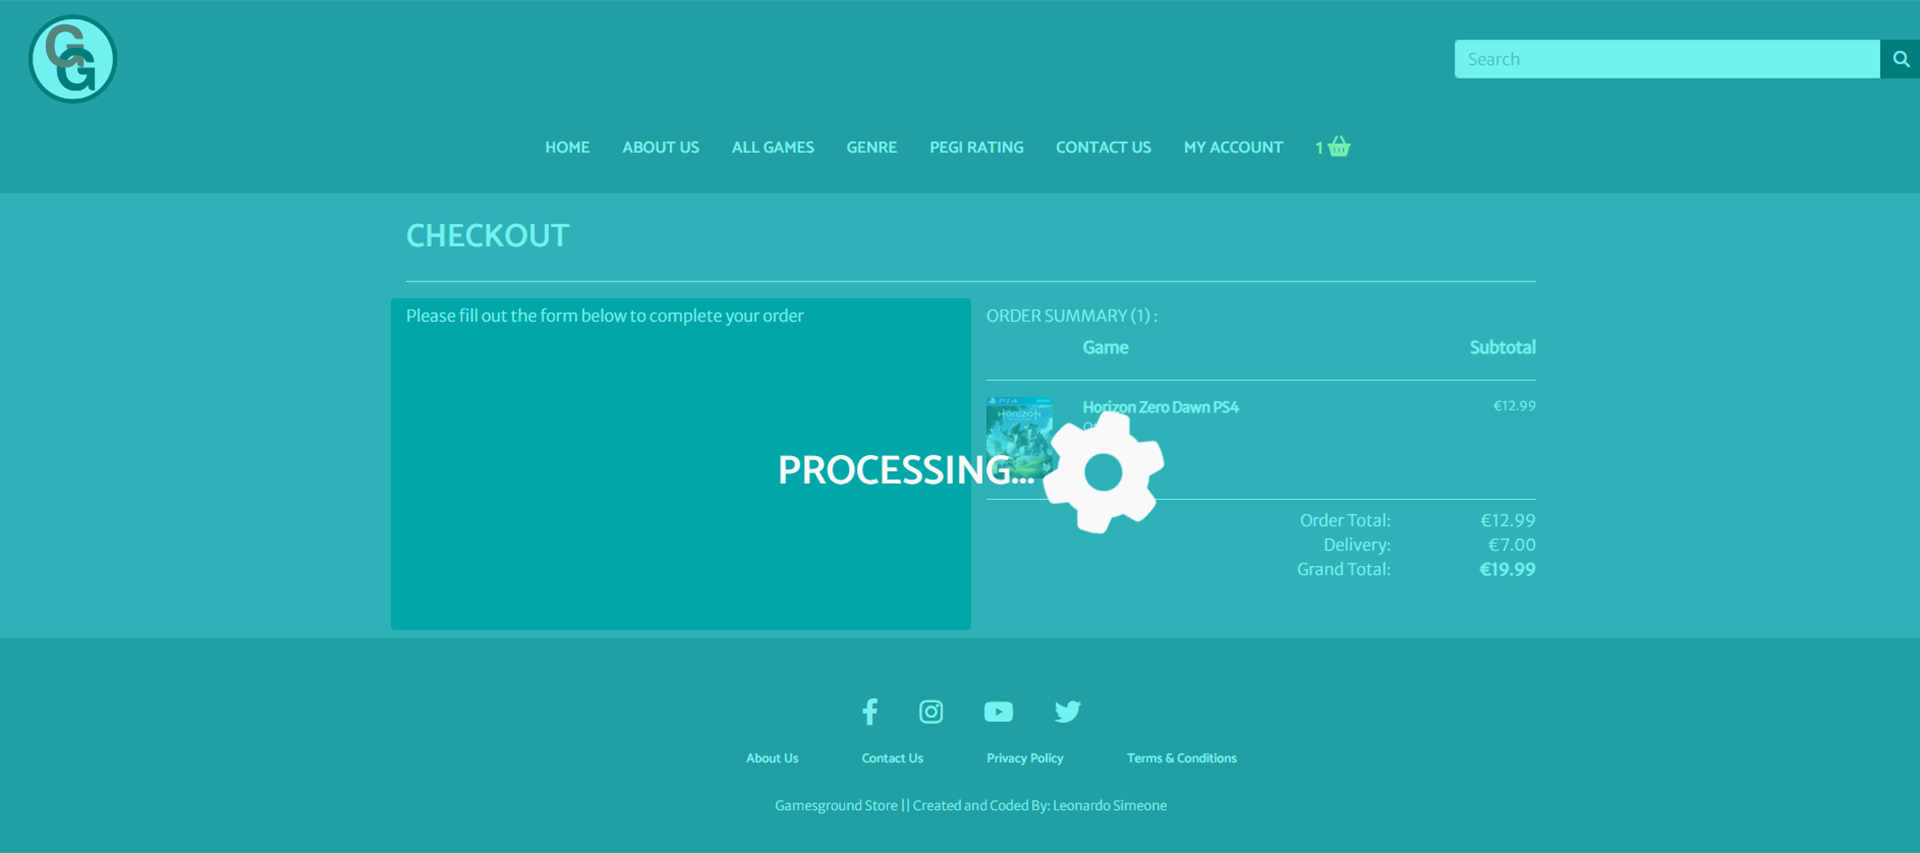 GG
Search
HOME ABOUT US ALL GAMES GENRE PEGI RATING CONTACT US MY ACCOUNT 1
CHECKOUT
Please fill out the form below to complete your order
ORDER SUMMARY (1) :
Game Subtotal
PS4
HORIZON
Horizon Zero Dawn PS4 €12.99
PROCESSING...
Order Total: €12.99
Delivery: €7.00
Grand Total: €19.99
About Us Contact Us Privacy Policy Terms & Conditions
Gamesground Store || Created and Coded By: Leonardo Simeone